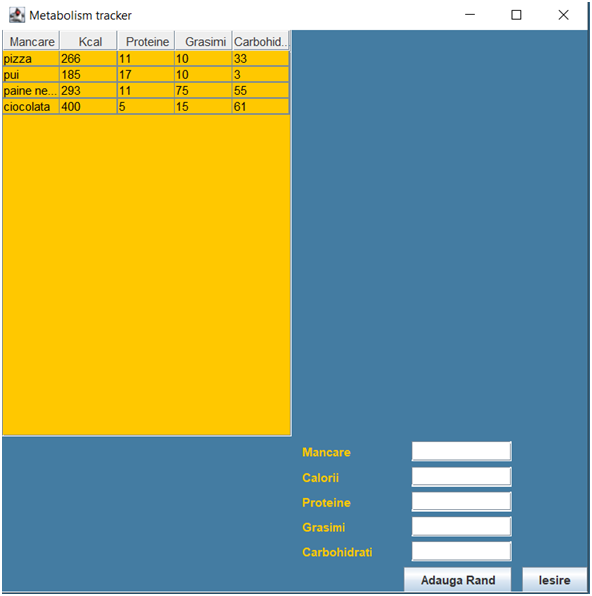 Metabolism tracker
Mancare Kcal Proteine Grasimi Carbohid...
pizza 266 11 10 33
pui 185 17 10 3
paine ne... 293 11 75 55
ciocolata 400 5 15 61
Mancare
Calorii
Proteine
Grasimi
Carbohidrati
Adauga Rand Iesire